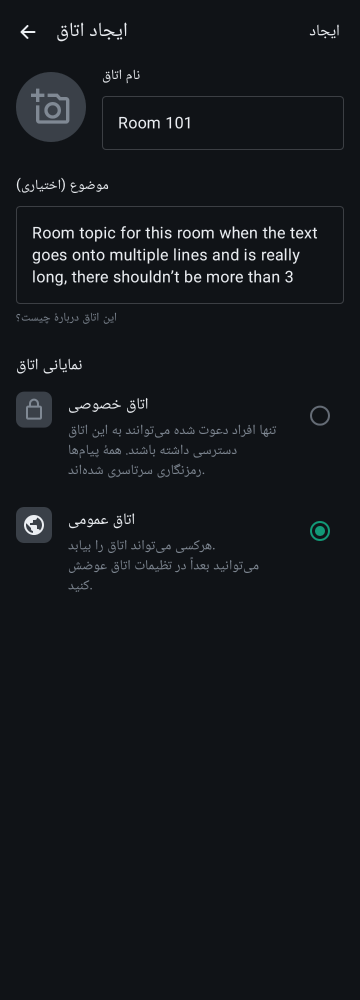 ایجاد اتاق
ایجاد
نام اتاق
Room 101
موضوع (اختیاری)
Room topic for this room when the text
goes onto multiple lines and is really
long, there shouldn’t be more than 3
این اتاق دربارهٔ چیست؟
نمایانی اتاق
اتاق خصوصی
تنها افراد دعوت شده می‌توانند به این اتاق
دسترسی داشته باشند. همهٔ پیام‌ها
رمزنگاری سرتاسری شده‌اند.
اتاق عمومی
هرکسی می‌تواند اتاق را بیابد.
می‌توانید بعداً در تظیمات اتاق عوضش
کنید.